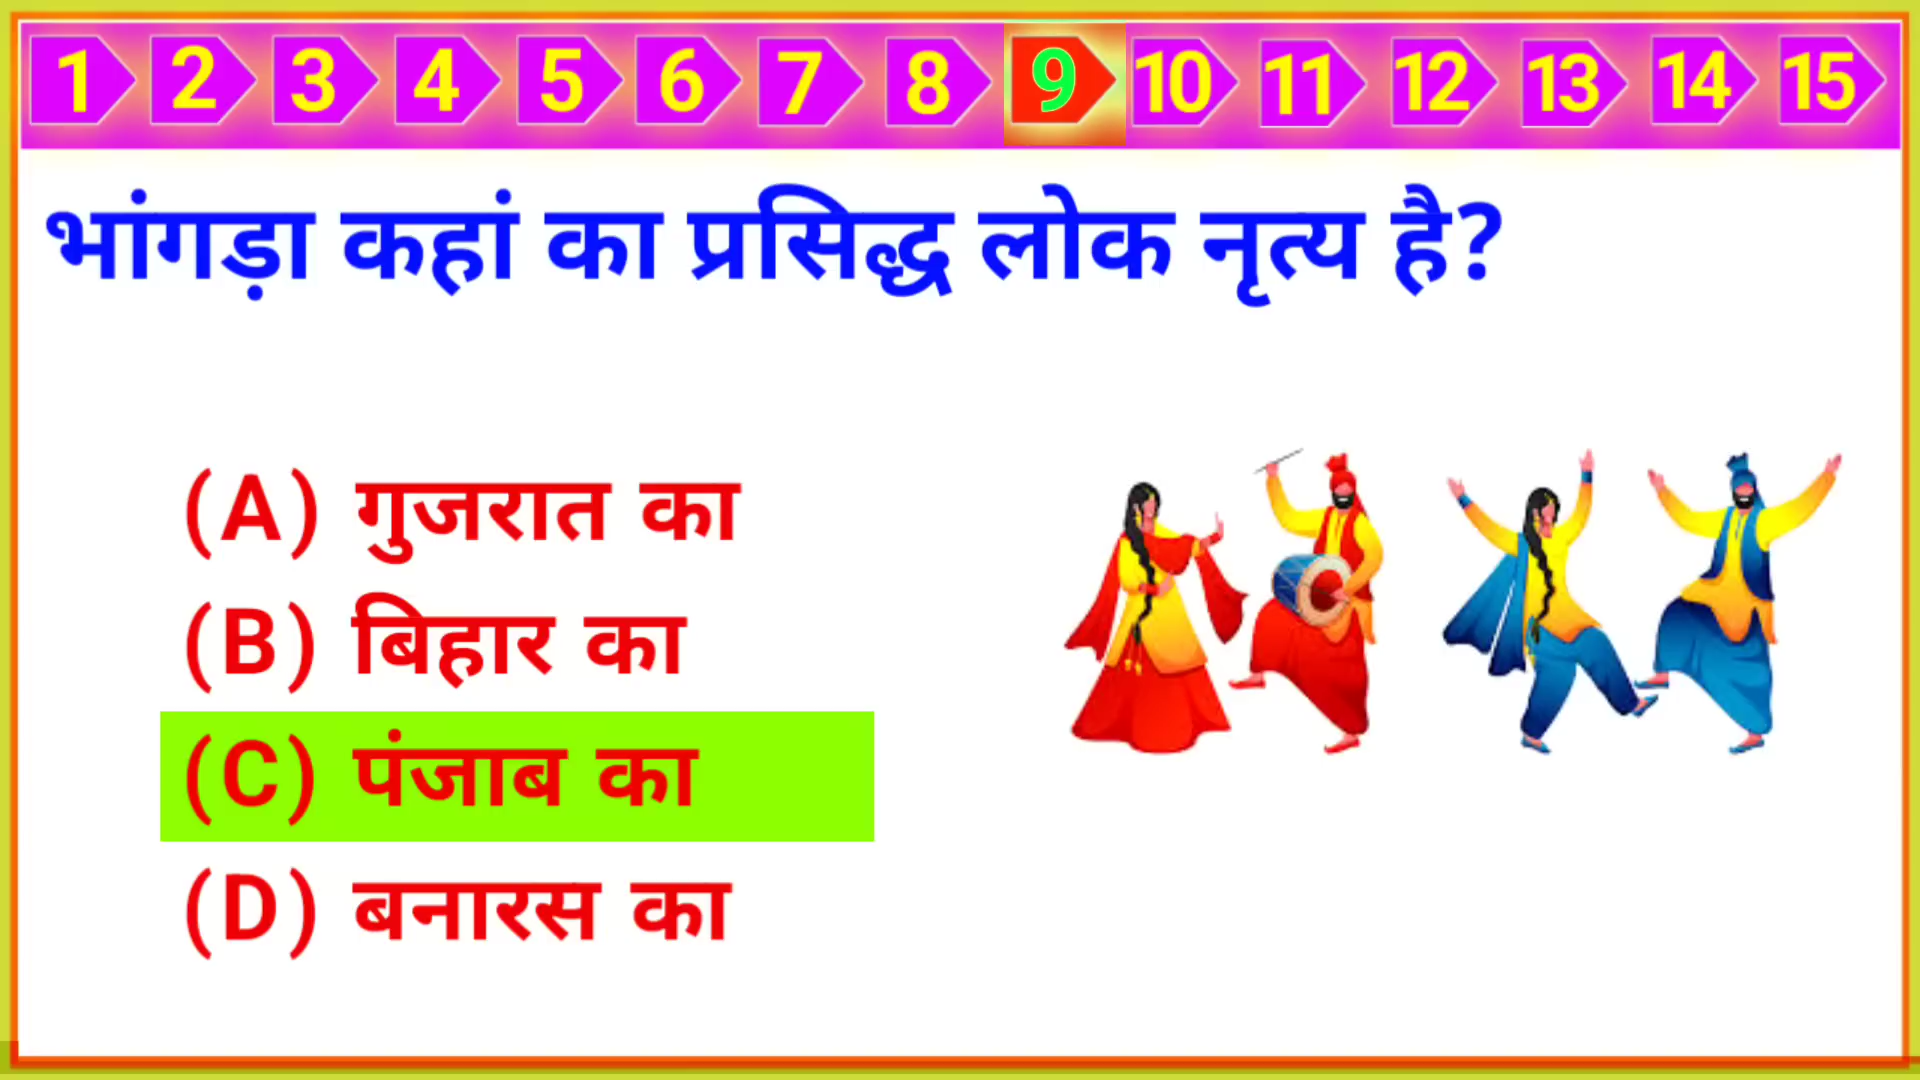 1 2 3 4 5 6 7 8 9 10 11 12 13 14 15
भांगड़ा कहां का प्रसिद्ध लोक नृत्य है?
(A) गुजरात का
(B) बिहार का
(C) पंजाब का
(D) बनारस का